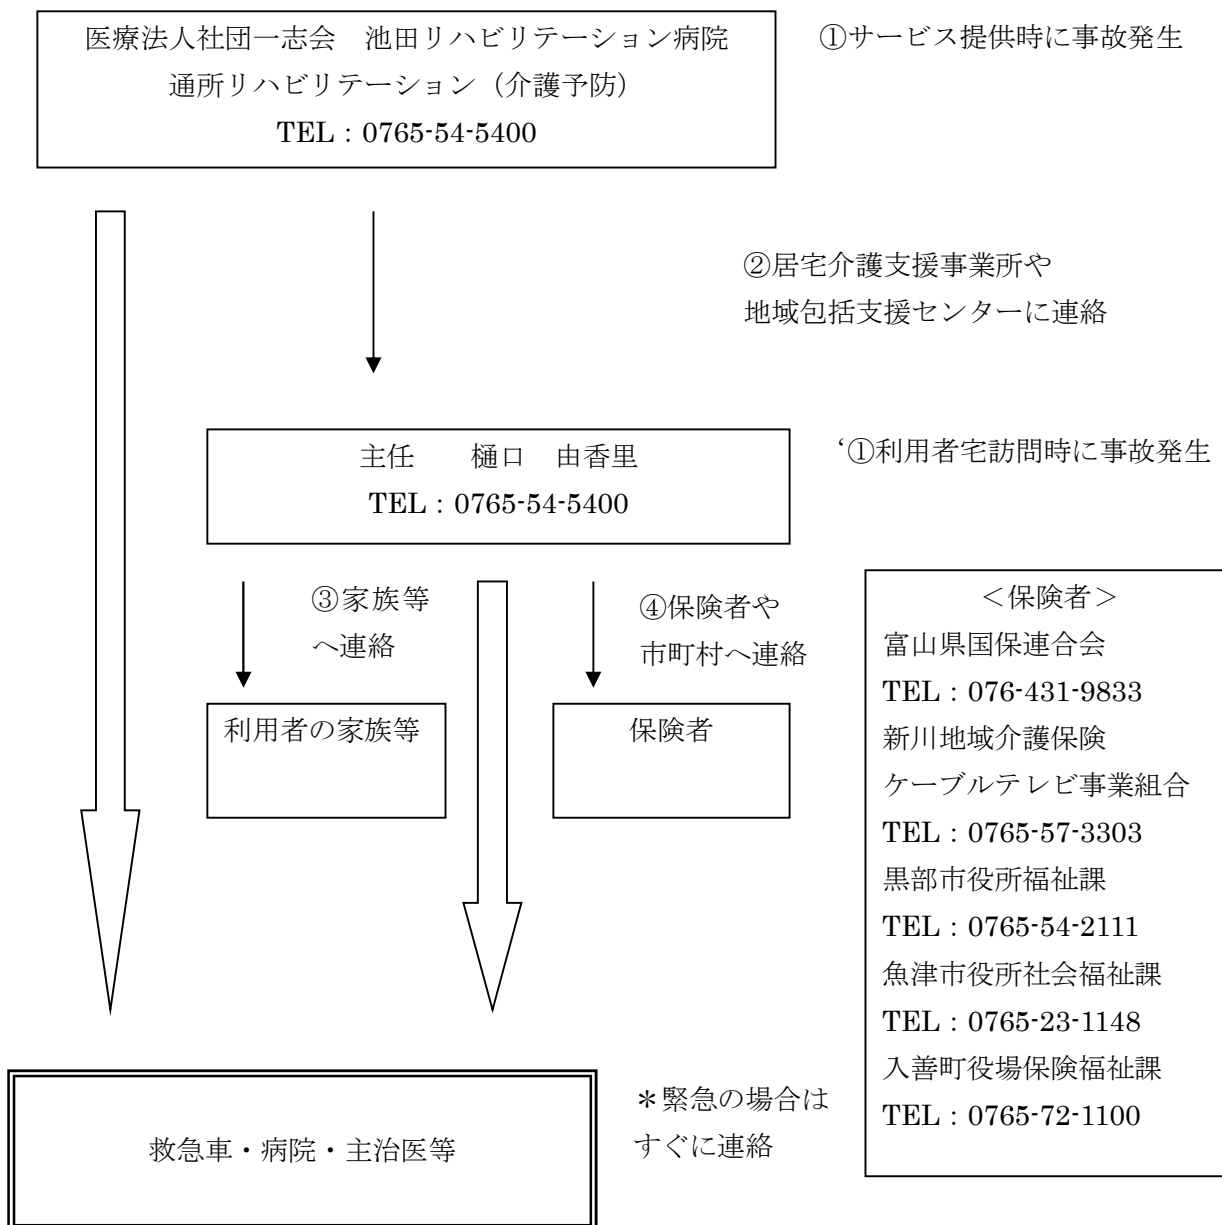 医療法人社団一志会　池田リハビリテーション病院
通所リハビリテーション（介護予防）
TEL：0765-54-5400
①サービス提供時に事故発生
②居宅介護支援事業所や
地域包括支援センターに連絡
主任　　樋口　由香里
TEL：0765-54-5400
‘①利用者宅訪問時に事故発生
③家族等
へ連絡
④保険者や
市町村へ連絡
利用者の家族等
保険者
＜保険者＞
富山県国保連合会
TEL：076-431-9833
新川地域介護保険
ケーブルテレビ事業組合
TEL：0765-57-3303
黒部市役所福祉課
TEL：0765-54-2111
魚津市役所社会福祉課
TEL：0765-23-1148
入善町役場保険福祉課
TEL：0765-72-1100
救急車・病院・主治医等
＊緊急の場合は
すぐに連絡